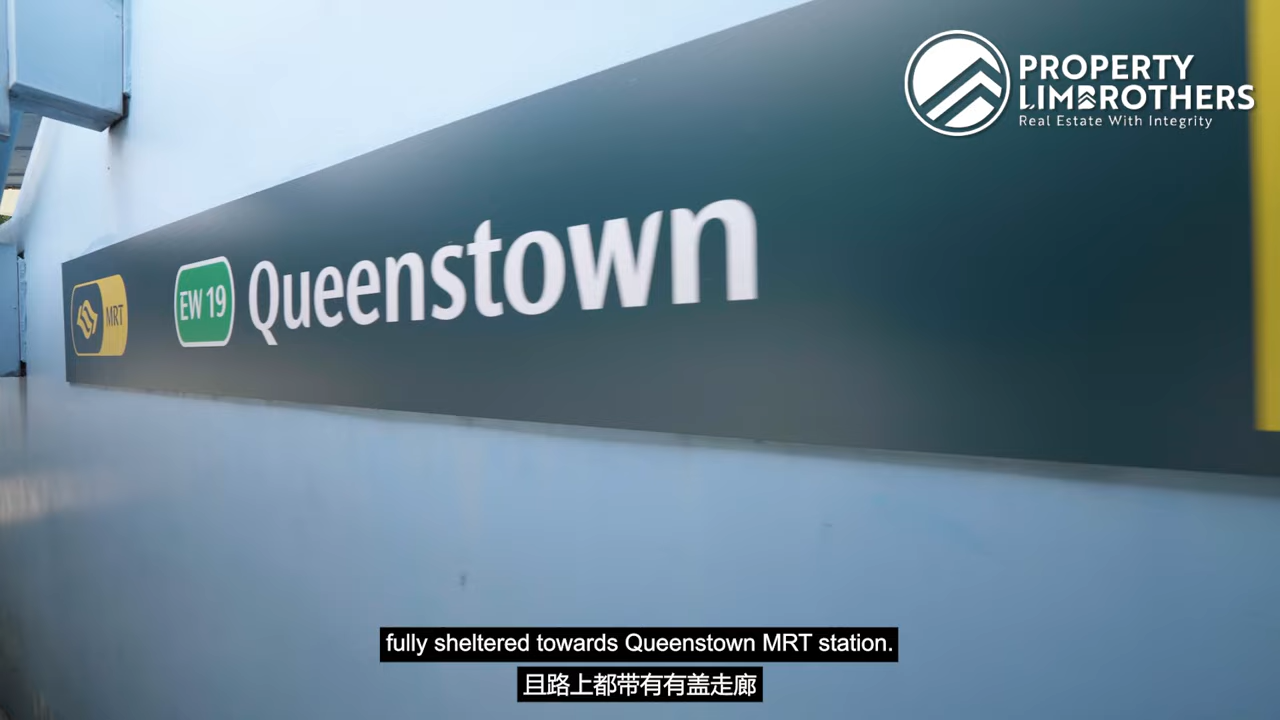 PROPERTY
LIMBROTHERS
Real Estate With Integrity
MRT
EW 19
Queenstown
fully sheltered towards Queenstown MRT station.
且路上都带有有盖走廊